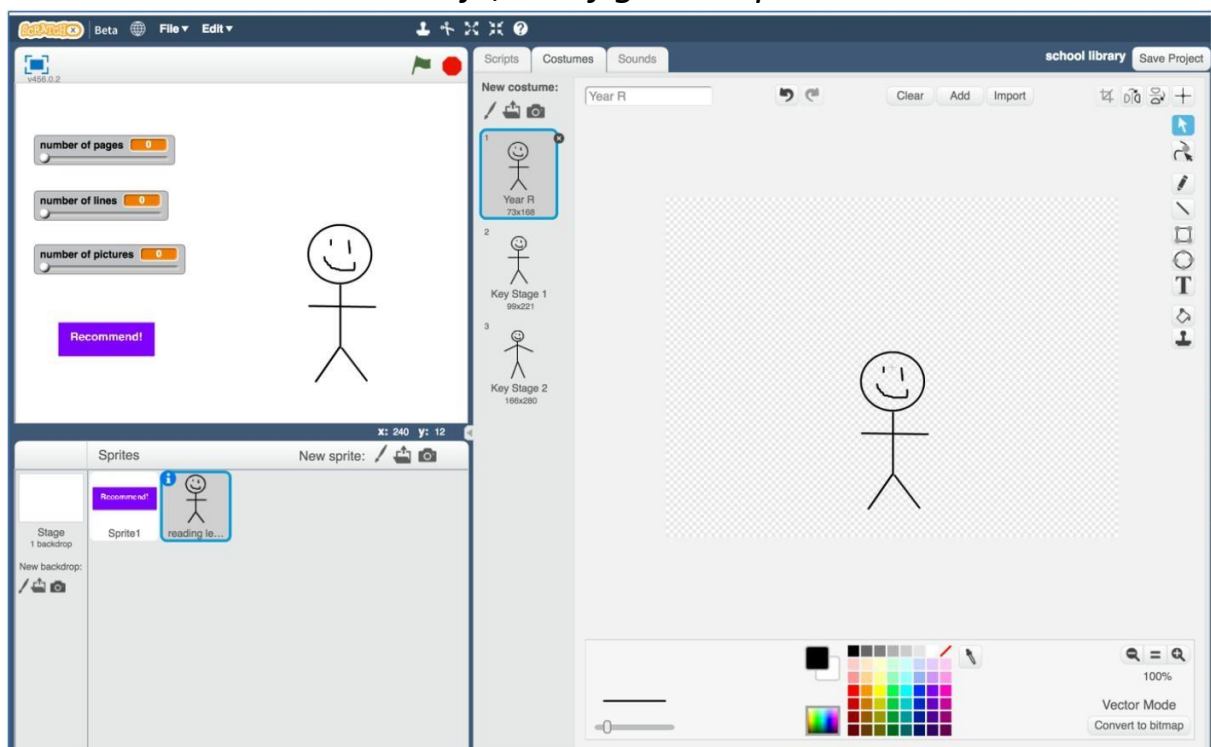 SCRATCHX Beta File Edit
v456.0.2
number of pages 0
number of lines 0
number of pictures 0
Recommend!
x: 240 y: 12
Sprites New sprite:
Stage
1 backdrop
New backdrop:
Recommend!
Sprite1
reading le...
Scripts Costumes Sounds
school library Save Project
New costume:
1
Year R
73x168
2
Key Stage 1
99x221
3
Key Stage 2
166x280
Year R Clear Add Import
T
100%
Vector Mode
Convert to bitmap